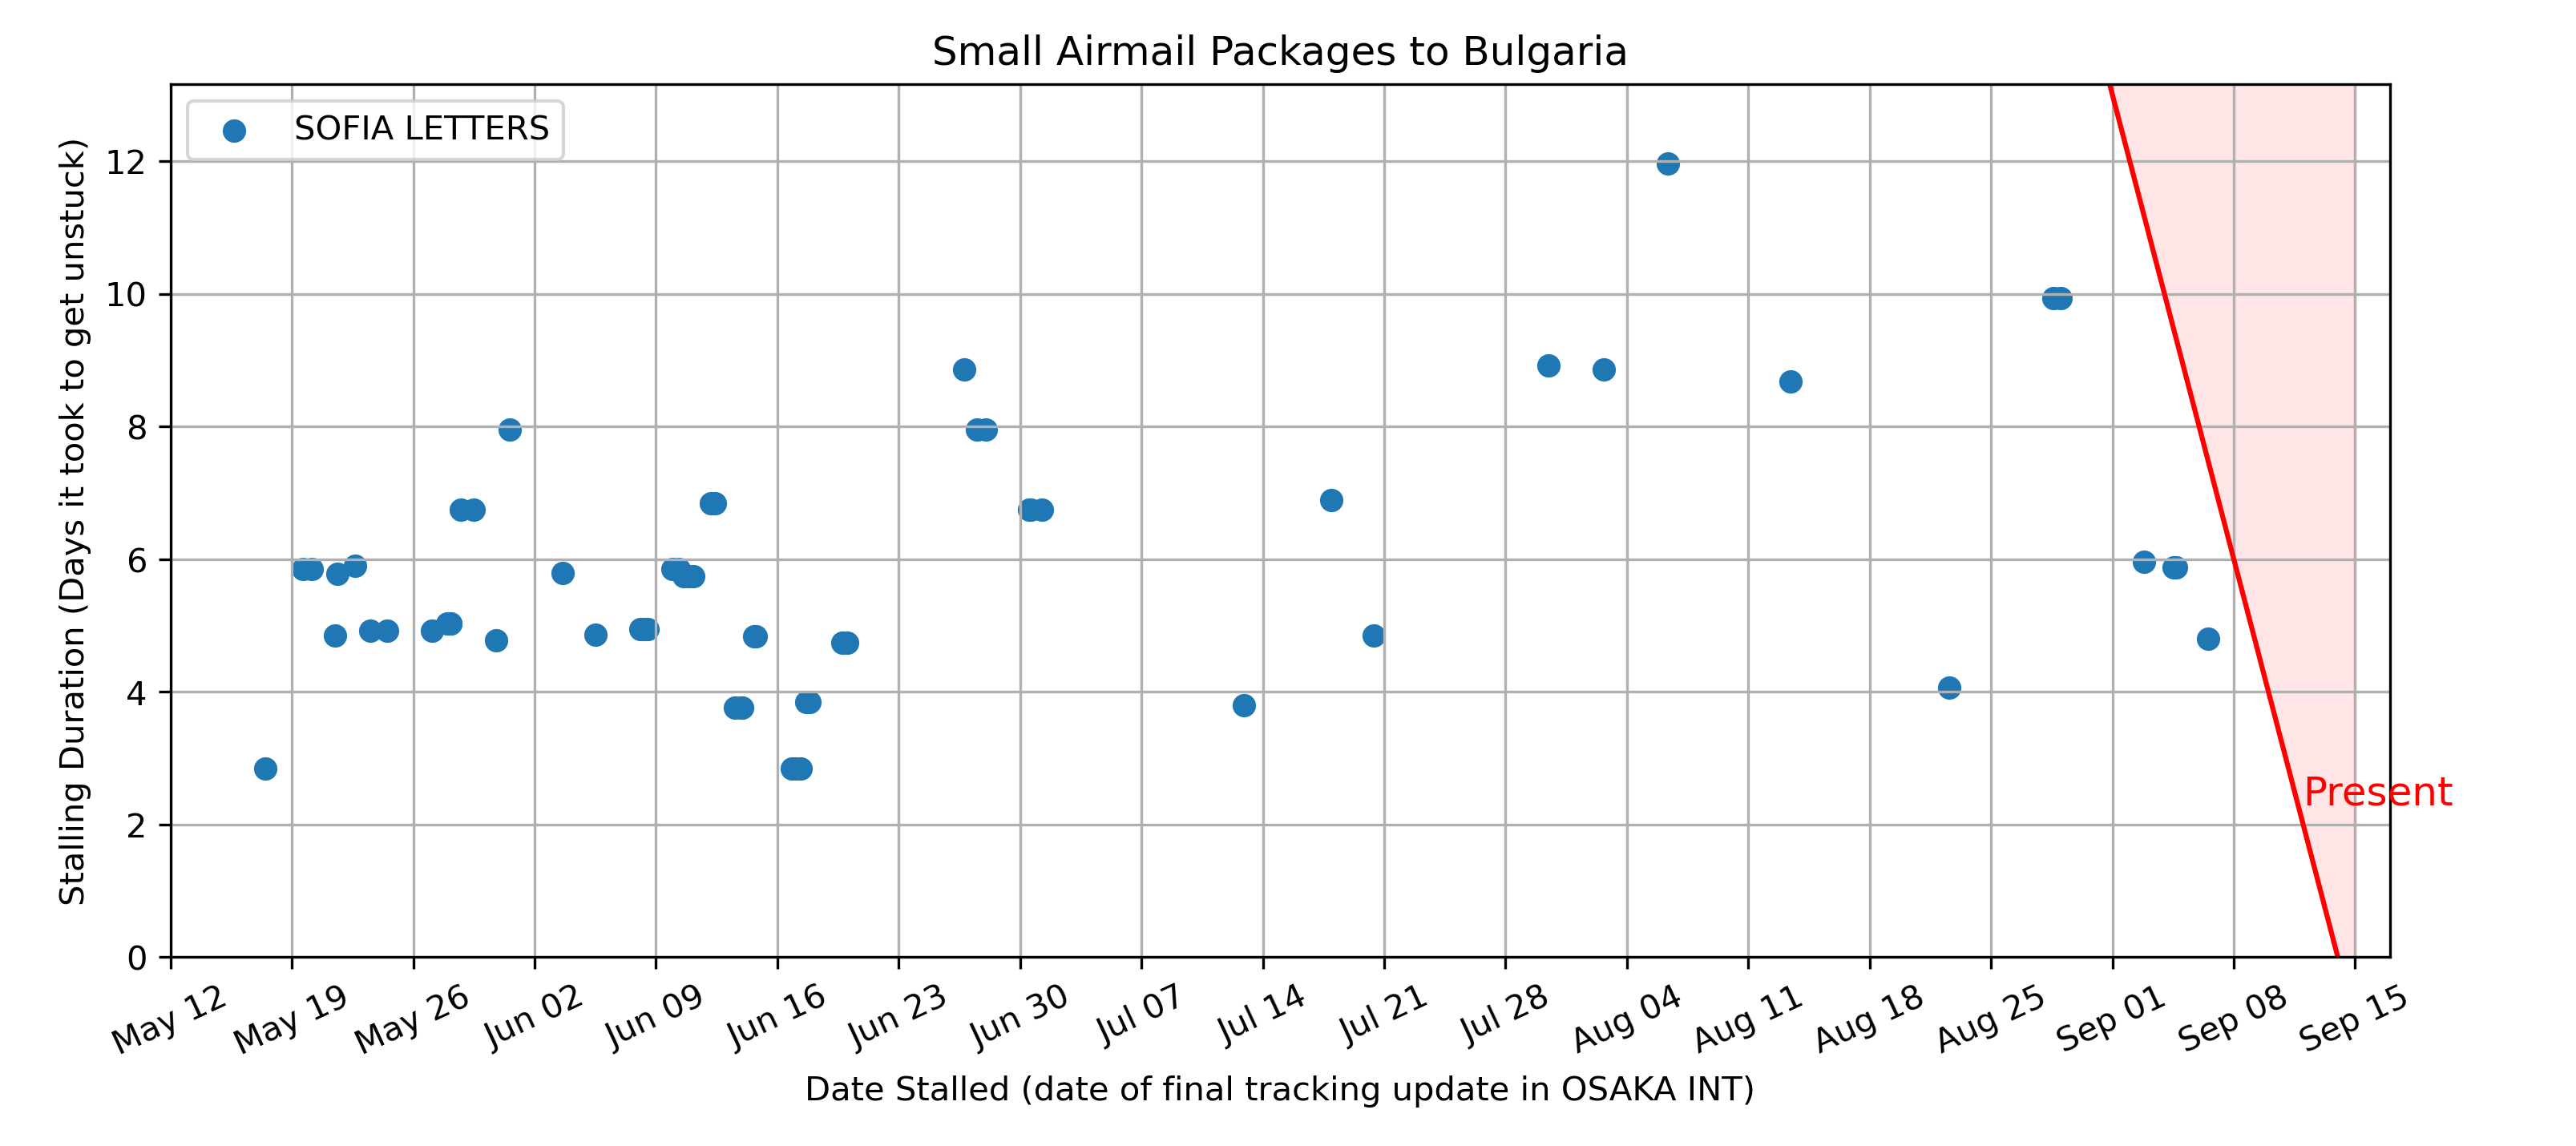 Small Airmail Packages to Bulgaria
SOFIA LETTERS
Stalling Duration (Days it took to get unstuck)
12
10
8
6
4
2
0
Present
May 12
May 19
May 26
Jun 02
Jun 09
Jun 16
Jun 23
Jun 30
Jul 07
Jul 14
Jul 21
Jul 28
Aug 04
Aug 11
Aug 18
Aug 25
Sep 01
Sep 08
Sep 15
Date Stalled (date of final tracking update in OSAKA INT)